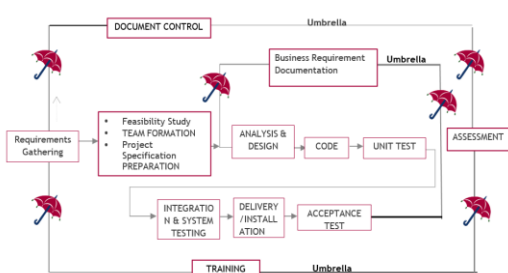 Umbrella
DOCUMENT CONTROL
Business Requirement
Documentation
Umbrella
• Feasibility Study
• TEAM FORMATION
• Project
Specification
PREPARATION
Requirements
Gathering
ANALYSIS &
DESIGN
CODE
UNIT TEST
ASSESSMENT
INTEGRATIO
N & SYSTEM
TESTING
DELIVERY
/INSTALL
ATION
ACCEPTANCE
TEST
TRAINING
Umbrella